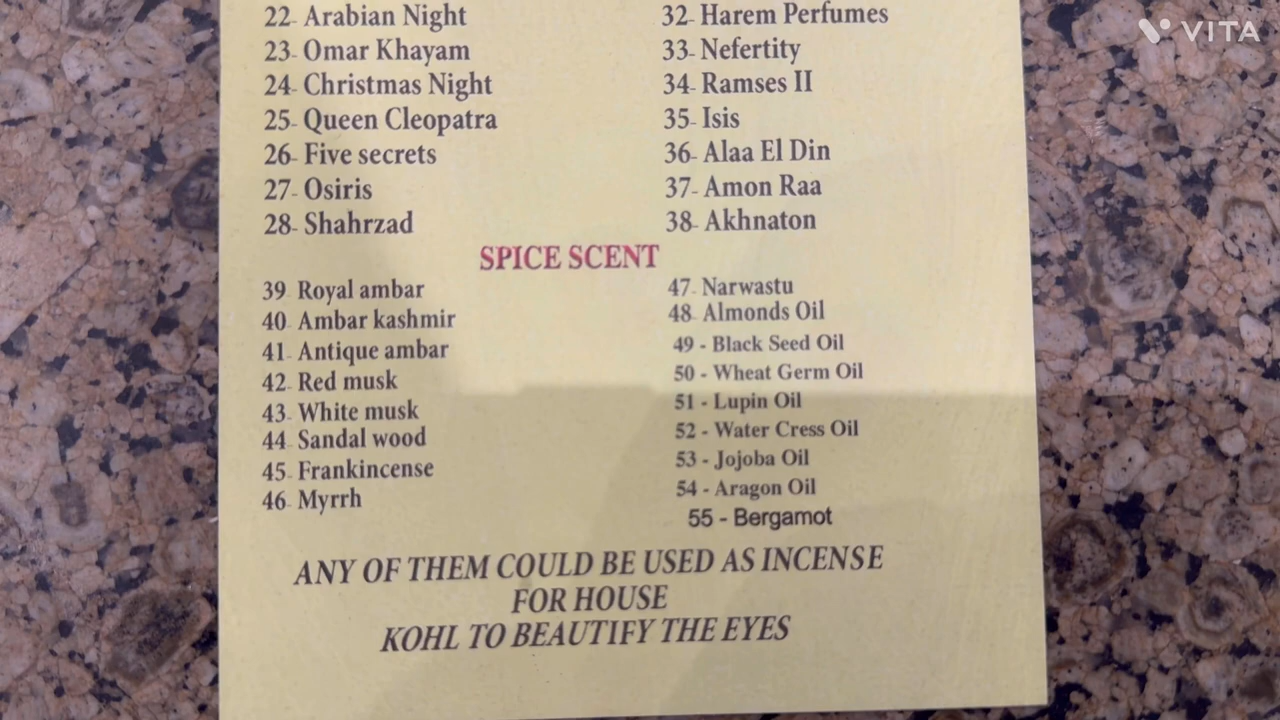 VITA
22- Arabian Night
23- Omar Khayam
24- Christmas Night
25- Queen Cleopatra
26- Five secrets
27- Osiris
28- Shahrzad
32- Harem Perfumes
33- Nefertity
34- Ramses II
35- Isis
36- Alaa El Din
37- Amon Raa
38- Akhnaton
SPICE SCENT
39- Royal ambar
40- Ambar kashmir
41- Antique ambar
42- Red musk
43- White musk
44- Sandal wood
45- Frankincense
46- Myrrh
47- Narwastu
48- Almonds Oil
49 - Black Seed Oil
50 - Wheat Germ Oil
51 - Lupin Oil
52 - Water Cress Oil
53 - Jojoba Oil
54 - Aragon Oil
55 - Bergamot
ANY OF THEM COULD BE USED AS INCENSE
FOR HOUSE
KOHL TO BEAUTIFY THE EYES